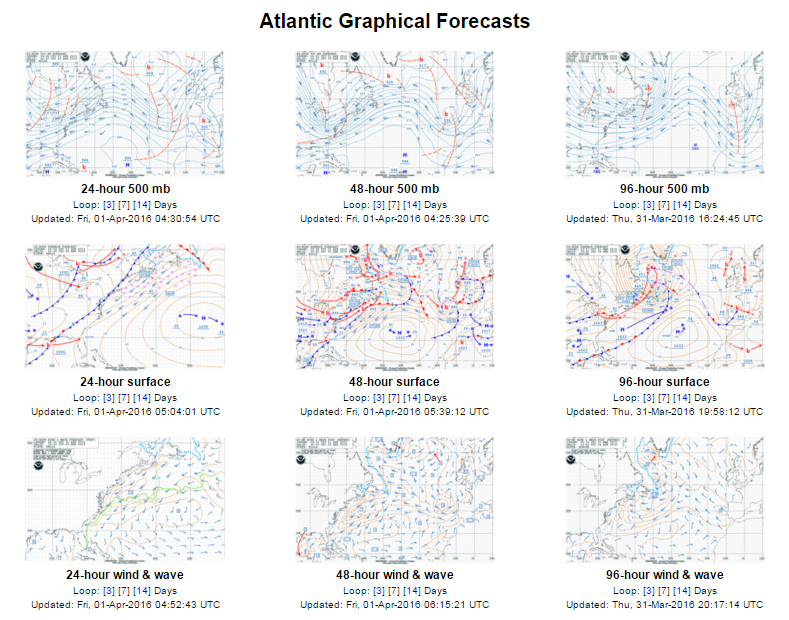 Atlantic Graphical Forecasts
24-hour 500 mb
Loop: [3] [7] [14] Days
Updated: Fri, 01-Apr-2016 04:30:54 UTC
48-hour 500 mb
Loop: [3] [7] [14] Days
Updated: Fri, 01-Apr-2016 04:25:39 UTC
96-hour 500 mb
Loop: [3] [7] [14] Days
Updated: Thu, 31-Mar-2016 16:24:45 UTC
24-hour surface
Loop: [3] [7] [14] Days
Updated: Fri, 01-Apr-2016 05:04:01 UTC
48-hour surface
Loop: [3] [7] [14] Days
Updated: Fri, 01-Apr-2016 05:39:12 UTC
96-hour surface
Loop: [3] [7] [14] Days
Updated: Thu, 31-Mar-2016 19:58:12 UTC
24-hour wind & wave
Loop: [3] [7] [14] Days
Updated: Fri, 01-Apr-2016 04:52:43 UTC
48-hour wind & wave
Loop: [3] [7] [14] Days
Updated: Fri, 01-Apr-2016 06:15:21 UTC
96-hour wind & wave
Loop: [3] [7] [14] Days
Updated: Thu, 31-Mar-2016 20:17:14 UTC